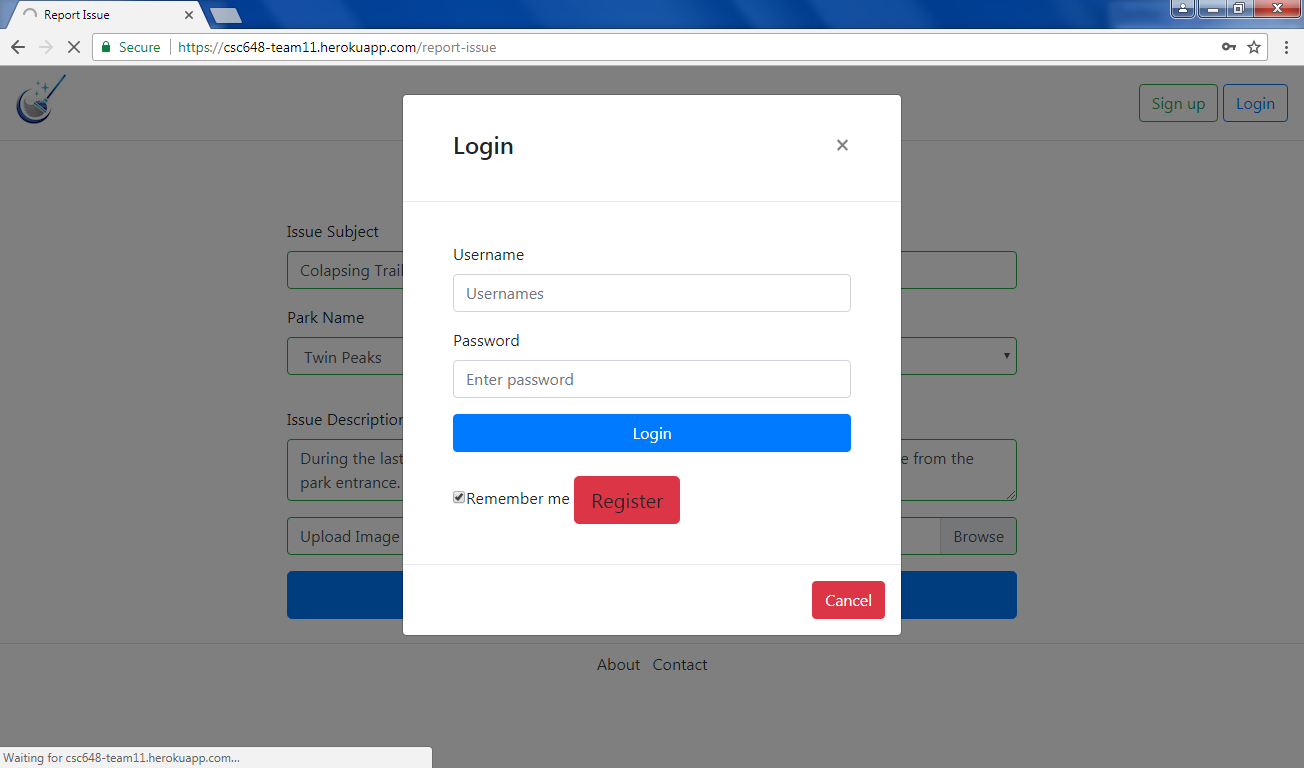 Report Issue
Secure https://csc648-team11.herokuapp.com/report-issue
Sign up Login
Login ×
Issue Subject
Colapsing Trail
Park Name
Twin Peaks
Issue Description
During the last e from the
park entrance.
Upload Image Browse
Username
Usernames
Password
Enter password
Login
Remember me Register
Cancel
About Contact
Waiting for csc648-team11.herokuapp.com...